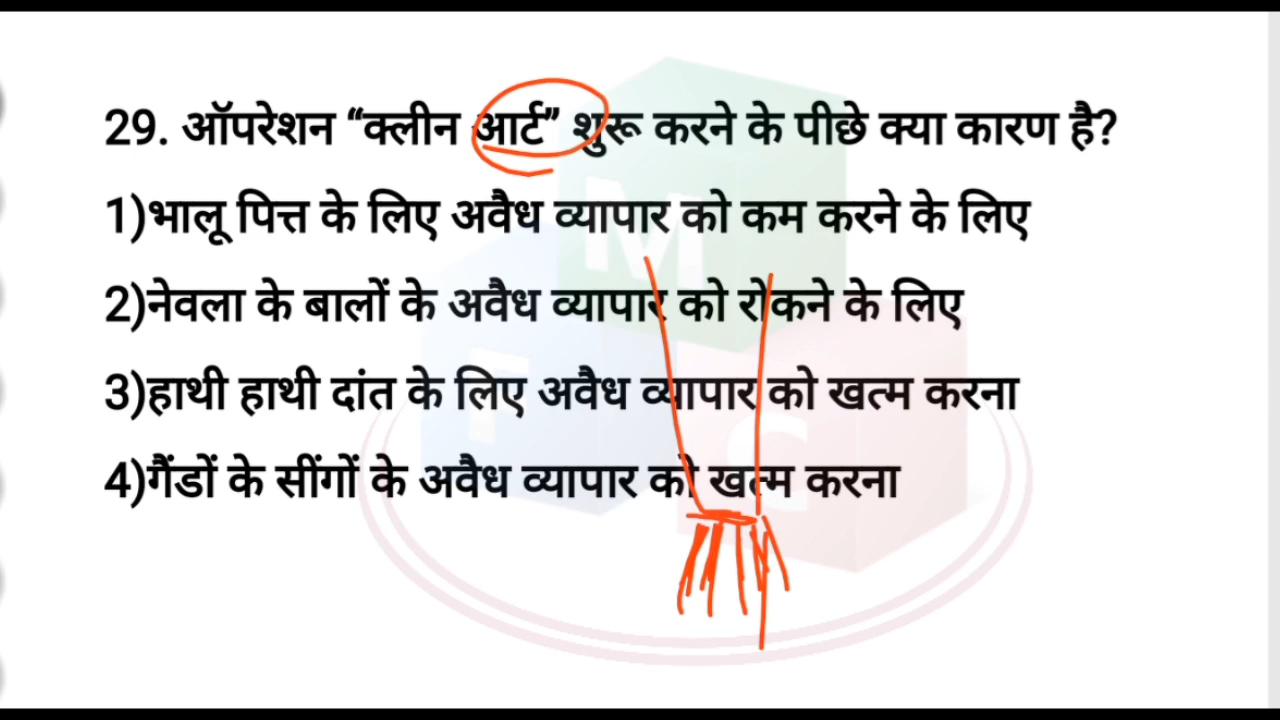 29. ऑपरेशन “क्लीन आर्ट” शुरू करने के पीछे क्या कारण है?
1)भालू पित्त के लिए अवैध व्यापार को कम करने के लिए
2)नेवला के बालों के अवैध व्यापार को रोकने के लिए
3)हाथी हाथी दांत के लिए अवैध व्यापार को खत्म करना
4)गैंडों के सींगों के अवैध व्यापार को खत्म करना
M
F
C